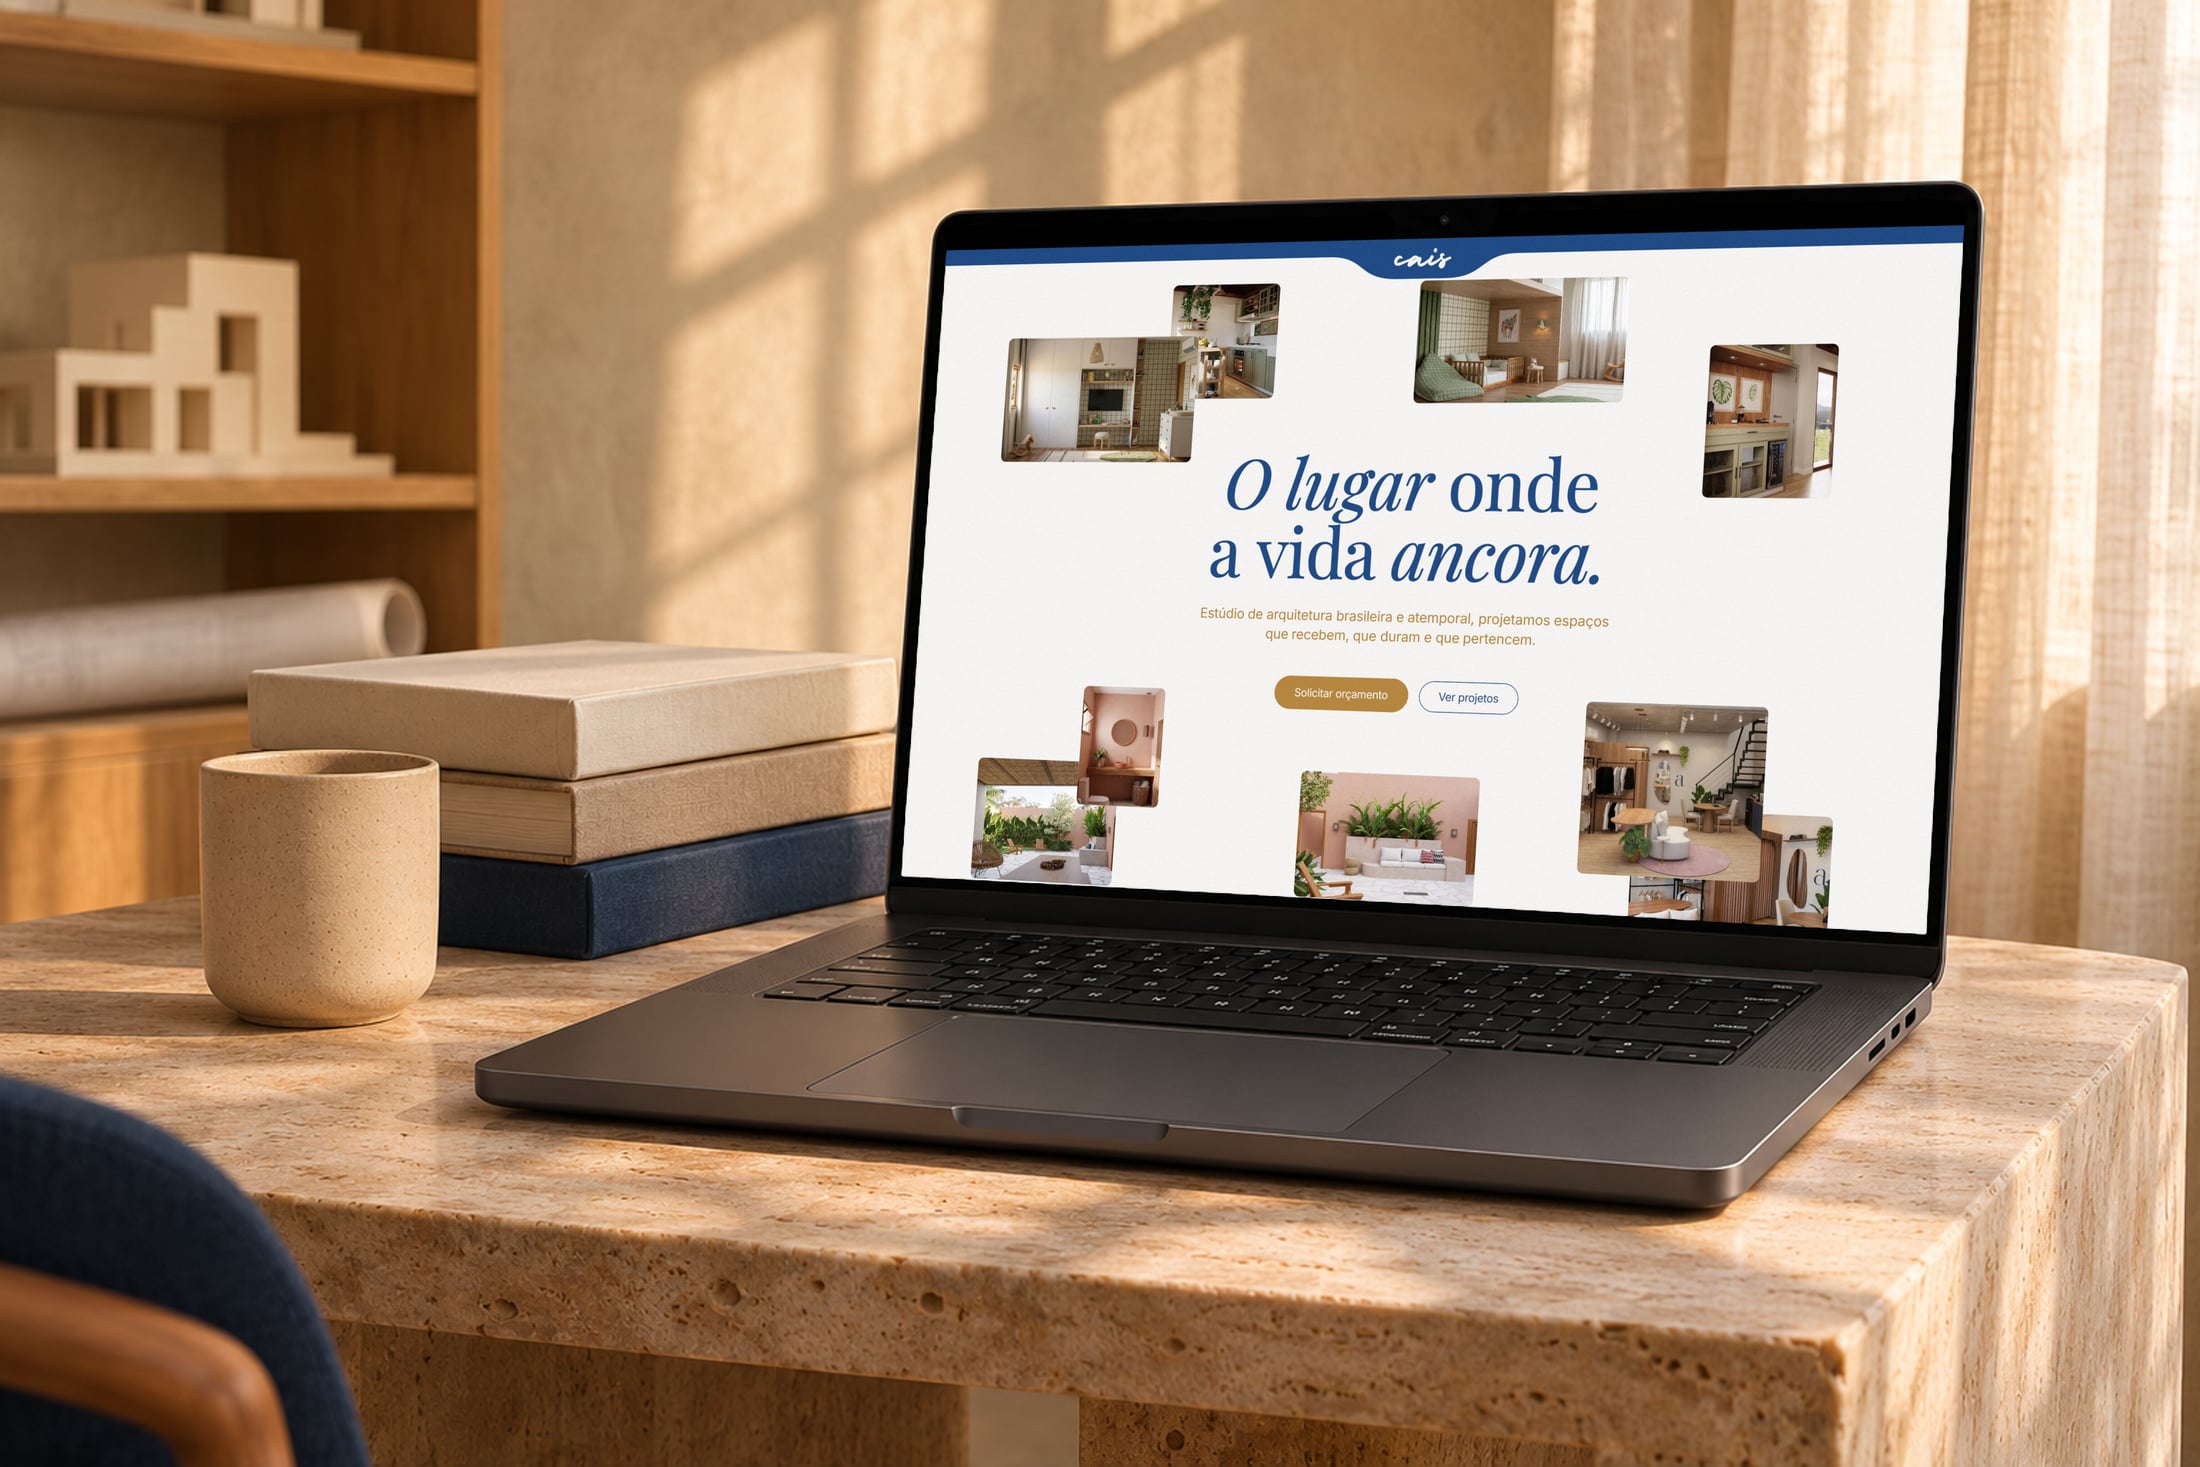 cais
O lugar onde
a vida ancora.
Estúdio de arquitetura brasileira e atemporal, projetamos espaços
que recebem, que duram e que pertencem.
Solicitar orçamento
Ver projetos
a
a